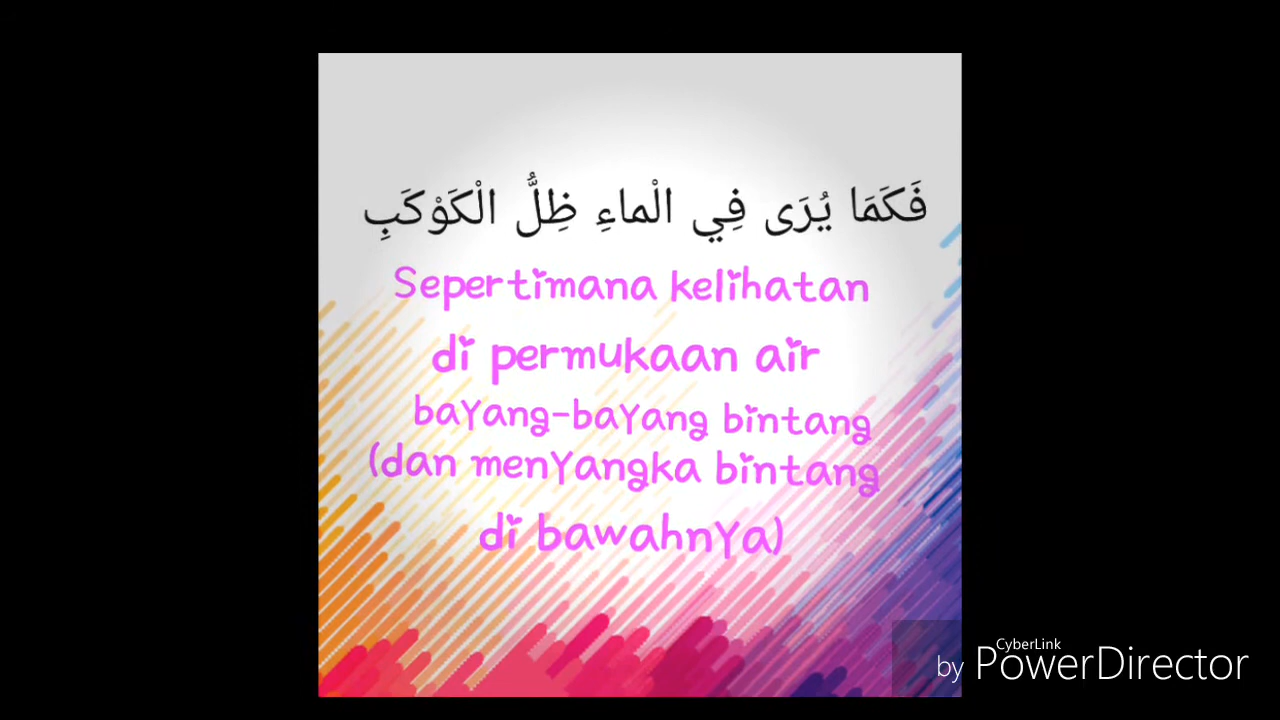 فَكَمَا يُرَى فِي الْماءِ ظِلُّ الْكَوْكَبِ
Sepertimana kelihatan
di permukaan air
bayang-bayang bintang
(dan menyangka bintang
di bawahnya)
CyberLink
by PowerDirector